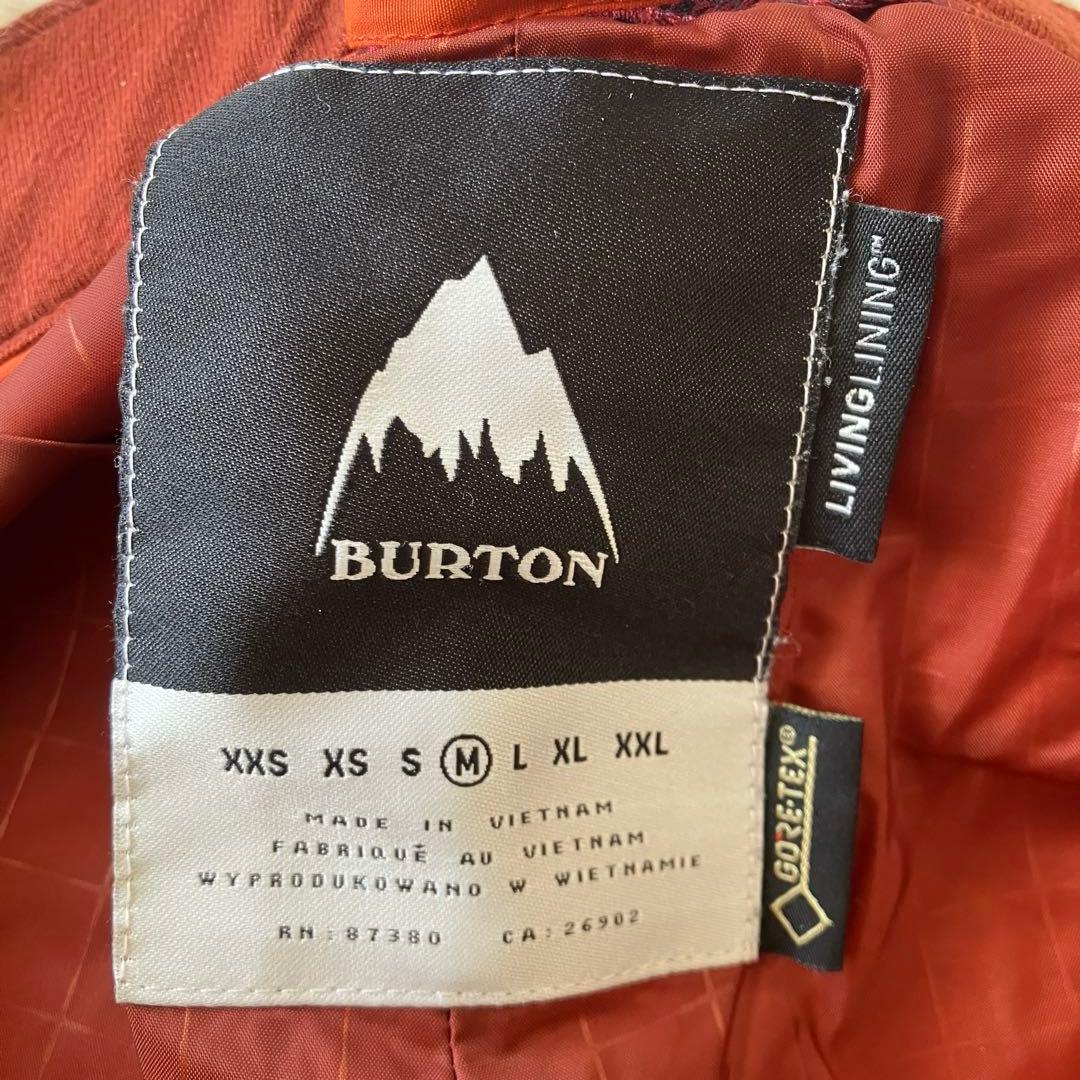 BURTON
XXS XS S M L XL XXL
MADE IN VIETNAM
FABRIQUÉ AU VIETNAM
WYPRODUKOWANO W WIETNAMIE
RN: 87380 CA: 26902
LIVINGLINING™
GORE-TEX®